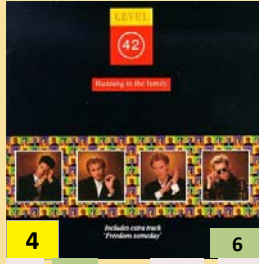 LEVEL
42
Running in the family
Includes extra track
'Freedom someday'
4
6